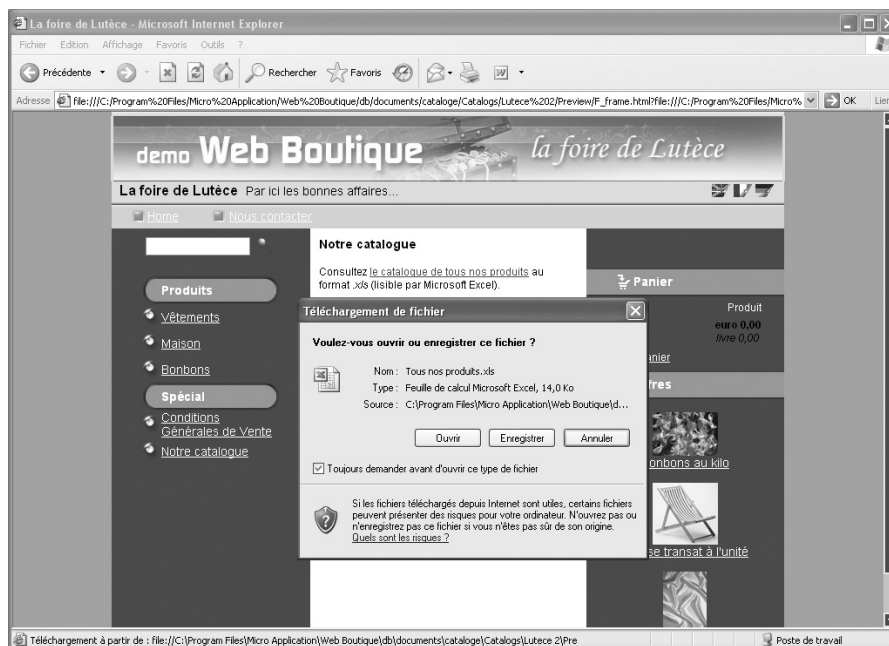 La foire de Lutèce - Microsoft Internet Explorer
Fichier Edition Affichage Favoris Outils ?
Précédente Rechercher Favoris
Adresse file:///C:/Program%20Files/Micro%20Application/Web%20Boutique/db/documents/cataloge/Catalogs/Lutece%202/Preview/F_frame.html?file:///C:/Program%20Files/Micro% OK Lien
demo Web Boutique la foire de Lutèce
La foire de Lutèce Par ici les bonnes affaires...
Home Nous contacter
Produits
Vêtements
Maison
Bonbons
Spécial
Conditions
Générales de Vente
Notre catalogue
Notre catalogue
Consultez le catalogue de tous nos produits au
format .xls (lisible par Microsoft Excel).
Panier
Produit
euro 0,00
livre 0,00
anier
fres
onbons au kilo
se transat à l'unité
Téléchargement de fichier
Voulez-vous ouvrir ou enregistrer ce fichier ?
Nom : Tous nos produits.xls
Type : Feuille de calcul Microsoft Excel, 14,0 Ko
Source : C:\Program Files\Micro Application\Web Boutique\d...
Ouvrir Enregistrer Annuler
Toujours demander avant d'ouvrir ce type de fichier
Si les fichiers téléchargés depuis Internet sont utiles, certains fichiers
peuvent présenter des risques pour votre ordinateur. N'ouvrez pas ou
n'enregistrez pas ce fichier si vous n'êtes pas sûr de son origine.
Quels sont les risques ?
Téléchargement à partir de : file://C:\Program Files\Micro Application\Web Boutique\db\documents\cataloge\Catalogs\Lutece 2\Pre
Poste de travail